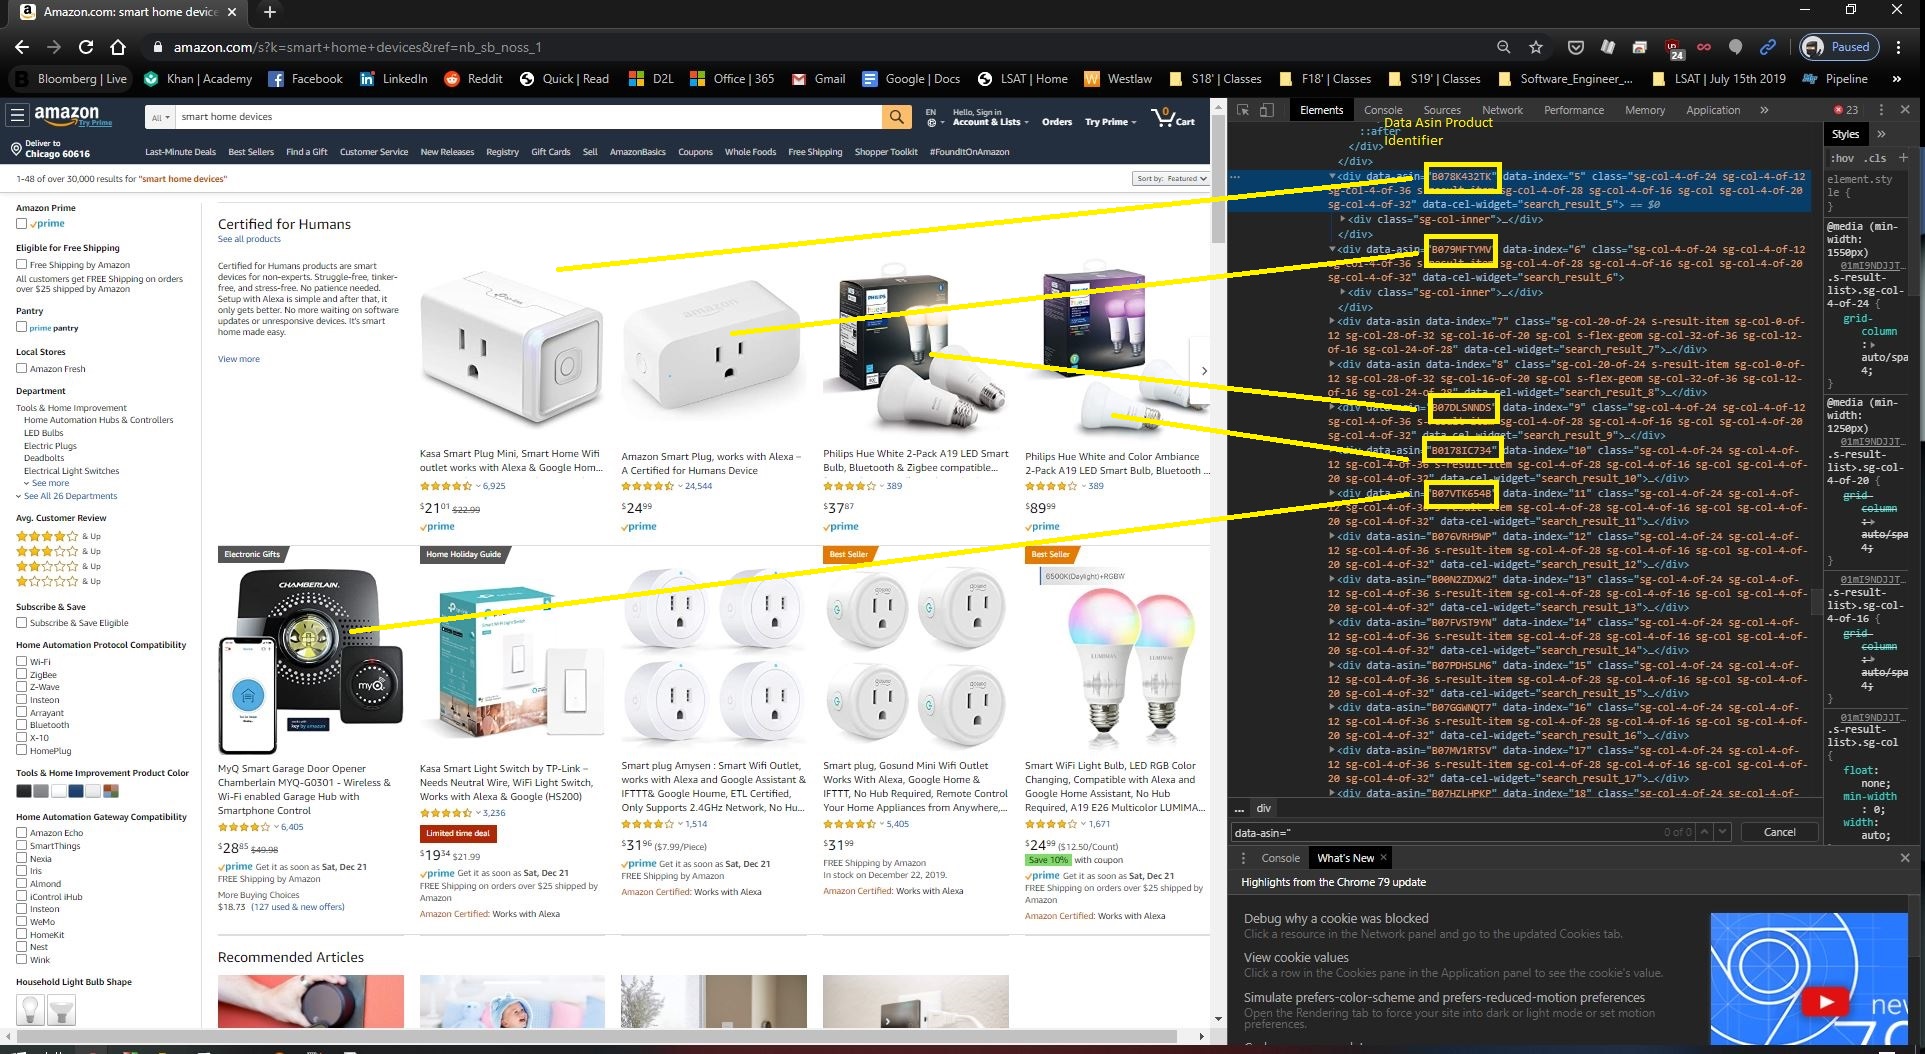 Amazon.com: smart home device
amazon.com/s?k=smart+home+devices&ref=nb_sb_noss_1
24
Paused
Bloomberg | Live
Khan | Academy
Facebook
LinkedIn
Reddit
Quick | Read
D2L
Office | 365
Gmail
Google | Docs
LSAT | Home
Westlaw
S18' | Classes
F18' | Classes
S19' | Classes
Software_Engineer_...
LSAT | July 15th 2019
Pipeline
amazon
Try Prime
All
smart home devices
EN
Hello, Sign in
Account & Lists
Orders
Try Prime
0
Cart
Deliver to
Chicago 60616
Last-Minute Deals Best Sellers Find a Gift Customer Service New Releases Registry Gift Cards Sell AmazonBasics Coupons Whole Foods Free Shipping Shopper Toolkit #FoundItOnAmazon
1-48 of over 30,000 results for "smart home devices"
Sort by: Featured
Amazon Prime
prime
Eligible for Free Shipping
Free Shipping by Amazon
All customers get FREE Shipping on orders
over $25 shipped by Amazon
Pantry
prime pantry
Local Stores
Amazon Fresh
Department
Tools & Home Improvement
Home Automation Hubs & Controllers
LED Bulbs
Electric Plugs
Deadbolts
Electrical Light Switches
See more
See All 26 Departments
Avg. Customer Review
& Up
& Up
& Up
& Up
Subscribe & Save
Subscribe & Save Eligible
Home Automation Protocol Compatibility
Wi-Fi
ZigBee
Z-Wave
Insteon
Arrayant
Bluetooth
X-10
HomePlug
Tools & Home Improvement Product Color
Home Automation Gateway Compatibility
Amazon Echo
SmartThings
Nexia
Iris
Almond
iControl iHub
Insteon
WeMo
HomeKit
Nest
Wink
Household Light Bulb Shape
Certified for Humans
See all products
Certified for Humans products are smart
devices for non-experts. Struggle-free, tinker-
free, and stress-free. No patience needed.
Setup with Alexa is simple and after that, it
only gets better. No more waiting on software
updates or unresponsive devices. It's smart
home made easy.
View more
Kasa Smart Plug Mini, Smart Home Wifi
outlet works with Alexa & Google Hom...
6,925
$21 01 $22.99
prime
amazon
Amazon Smart Plug, works with Alexa –
A Certified for Humans Device
24,544
$24 99
prime
PHILIPS
hue
Philips Hue White 2-Pack A19 LED Smart
Bulb, Bluetooth & Zigbee compatible...
389
$37 87
prime
hue
Philips Hue White and Color Ambiance
2-Pack A19 LED Smart Bulb, Bluetooth ...
389
$89 99
prime
Electronic Gifts
CHAMBERLAIN.
myQ
key by amazon
MyQ Smart Garage Door Opener
Chamberlain MYQ-G0301 - Wireless &
Wi-Fi enabled Garage Hub with
Smartphone Control
6,405
$28 85 $49.98
prime Get it as soon as Sat, Dec 21
FREE Shipping by Amazon
More Buying Choices
$18.73 (127 used & new offers)
Home Holiday Guide
Kasa Smart Light Switch by TP-Link –
Needs Neutral Wire, WiFi Light Switch,
Works with Alexa & Google (HS200)
3,236
Limited time deal
$19 34 $21.99
prime Get it as soon as Sat, Dec 21
FREE Shipping on orders over $25 shipped by
Amazon
Amazon Certified: Works with Alexa
Smart plug Amysen : Smart Wifi Outlet,
works with Alexa and Google Assistant &
IFTTT& Google Houme, ETL Certified,
Only Supports 2.4GHz Network, No Hu...
1,514
$31 96 ($7.99/Piece)
prime Get it as soon as Sat, Dec 21
FREE Shipping by Amazon
Amazon Certified: Works with Alexa
Best Seller
gosund
gosund
gosund
gosund
Smart plug, Gosund Mini Wifi Outlet
Works With Alexa, Google Home &
IFTTT, No Hub Required, Remote Control
Your Home Appliances from Anywhere,...
5,405
$31 99
FREE Shipping by Amazon
In stock on December 22, 2019.
Amazon Certified: Works with Alexa
Best Seller
6500K(Daylight)+RGBW
LUMIMAN
LUMIMAN
Smart WiFi Light Bulb, LED RGB Color
Changing, Compatible with Alexa and
Google Home Assistant, No Hub
Required, A19 E26 Multicolor LUMIMA...
1,671
$24 99 ($12.50/Count)
Save 10% with coupon
prime Get it as soon as Sat, Dec 21
FREE Shipping on orders over $25 shipped by
Amazon
Amazon Certified: Works with Alexa
Recommended Articles
Elements Console Sources Network Performance Memory Application
23
Data Asin Product
Identifier
::after
</div>
</div>
<div data-asin="B078K432TK" data-index="5" class="sg-col-4-of-24 sg-col-4-of-12
sg-col-4-of-36 s-result-item sg-col-4-of-28 sg-col-4-of-16 sg-col sg-col-4-of-20
sg-col-4-of-32" data-cel-widget="search_result_5"> == $0
<div class="sg-col-inner">…</div>
</div>
<div data-asin="B079MFTYMV" data-index="6" class="sg-col-4-of-24 sg-col-4-of-12
sg-col-4-of-36 s-result-item sg-col-4-of-28 sg-col-4-of-16 sg-col sg-col-4-of-20
sg-col-4-of-32" data-cel-widget="search_result_6">
<div class="sg-col-inner">…</div>
</div>
<div data-asin data-index="7" class="sg-col-20-of-24 s-result-item sg-col-0-of-
12 sg-col-28-of-32 sg-col-16-of-20 sg-col s-flex-geom sg-col-32-of-36 sg-col-12-
of-16 sg-col-24-of-28" data-cel-widget="search_result_7">…</div>
<div data-asin data-index="8" class="sg-col-20-of-24 s-result-item sg-col-0-of-
12 sg-col-28-of-32 sg-col-16-of-20 sg-col s-flex-geom sg-col-32-of-36 sg-col-12-
of-16 sg-col-24-of-28" data-cel-widget="search_result_8">…</div>
<div data-asin="B07DLSNNDS" data-index="9" class="sg-col-4-of-24 sg-col-4-of-12
sg-col-4-of-36 s-result-item sg-col-4-of-28 sg-col-4-of-16 sg-col sg-col-4-of-20
sg-col-4-of-32" data-cel-widget="search_result_9">…</div>
<div data-asin="B0178IC734" data-index="10" class="sg-col-4-of-24 sg-col-4-of-
12 sg-col-4-of-36 s-result-item sg-col-4-of-28 sg-col-4-of-16 sg-col sg-col-4-of-
20 sg-col-4-of-32" data-cel-widget="search_result_10">…</div>
<div data-asin="B07VTK654B" data-index="11" class="sg-col-4-of-24 sg-col-4-of-
12 sg-col-4-of-36 s-result-item sg-col-4-of-28 sg-col-4-of-16 sg-col sg-col-4-of-
20 sg-col-4-of-32" data-cel-widget="search_result_11">…</div>
<div data-asin="B076VRH9WP" data-index="12" class="sg-col-4-of-24 sg-col-4-of-
12 sg-col-4-of-36 s-result-item sg-col-4-of-28 sg-col-4-of-16 sg-col sg-col-4-of-
20 sg-col-4-of-32" data-cel-widget="search_result_12">…</div>
<div data-asin="B00N2ZDXW2" data-index="13" class="sg-col-4-of-24 sg-col-4-of-
12 sg-col-4-of-36 s-result-item sg-col-4-of-28 sg-col-4-of-16 sg-col sg-col-4-of-
20 sg-col-4-of-32" data-cel-widget="search_result_13">…</div>
<div data-asin="B07FVST9YN" data-index="14" class="sg-col-4-of-24 sg-col-4-of-
12 sg-col-4-of-36 s-result-item sg-col-4-of-28 sg-col-4-of-16 sg-col sg-col-4-of-
20 sg-col-4-of-32" data-cel-widget="search_result_14">…</div>
<div data-asin="B07PDHSLM6" data-index="15" class="sg-col-4-of-24 sg-col-4-of-
12 sg-col-4-of-36 s-result-item sg-col-4-of-28 sg-col-4-of-16 sg-col sg-col-4-of-
20 sg-col-4-of-32" data-cel-widget="search_result_15">…</div>
<div data-asin="B07GGWNQT7" data-index="16" class="sg-col-4-of-24 sg-col-4-of-
12 sg-col-4-of-36 s-result-item sg-col-4-of-28 sg-col-4-of-16 sg-col sg-col-4-of-
20 sg-col-4-of-32" data-cel-widget="search_result_16">…</div>
<div data-asin="B07MV1RTSV" data-index="17" class="sg-col-4-of-24 sg-col-4-of-
12 sg-col-4-of-36 s-result-item sg-col-4-of-28 sg-col-4-of-16 sg-col sg-col-4-of-
20 sg-col-4-of-32" data-cel-widget="search_result_17">…</div>
<div data-asin="B07HZLHPKP" data-index="18" class="sg-col-4-of-24 sg-col-4-of-
... div
data-asin="
0 of 0
Cancel
Styles
:hov .cls +
element.sty
le {
}
@media (min-
width:
1550px)
01mI9NDJJT…
.s-result-
list>.sg-col-
4-of-24 {
grid-
column
:
auto/spa
4;
}
@media (min-
width:
1250px)
01mI9NDJJT…
.s-result-
list>.sg-col-
4-of-20 {
grid-
column
:
auto/spa
4;
}
01mI9NDJJT…
.s-result-
list>.sg-col-
4-of-16 {
grid-
column
:
auto/spa
4;
}
01mI9NDJJT…
.s-result-
list>.sg-col
{
float:
none;
min-width
: 0;
width:
auto;
Console What's New
Highlights from the Chrome 79 update
Debug why a cookie was blocked
Click a resource in the Network panel and go to the updated Cookies tab.
View cookie values
Click a row in the Cookies pane in the Application panel to see the cookie's value.
Simulate prefers-color-scheme and prefers-reduced-motion preferences
Open the Rendering tab to force your site into dark or light mode or set motion
preferences.
new